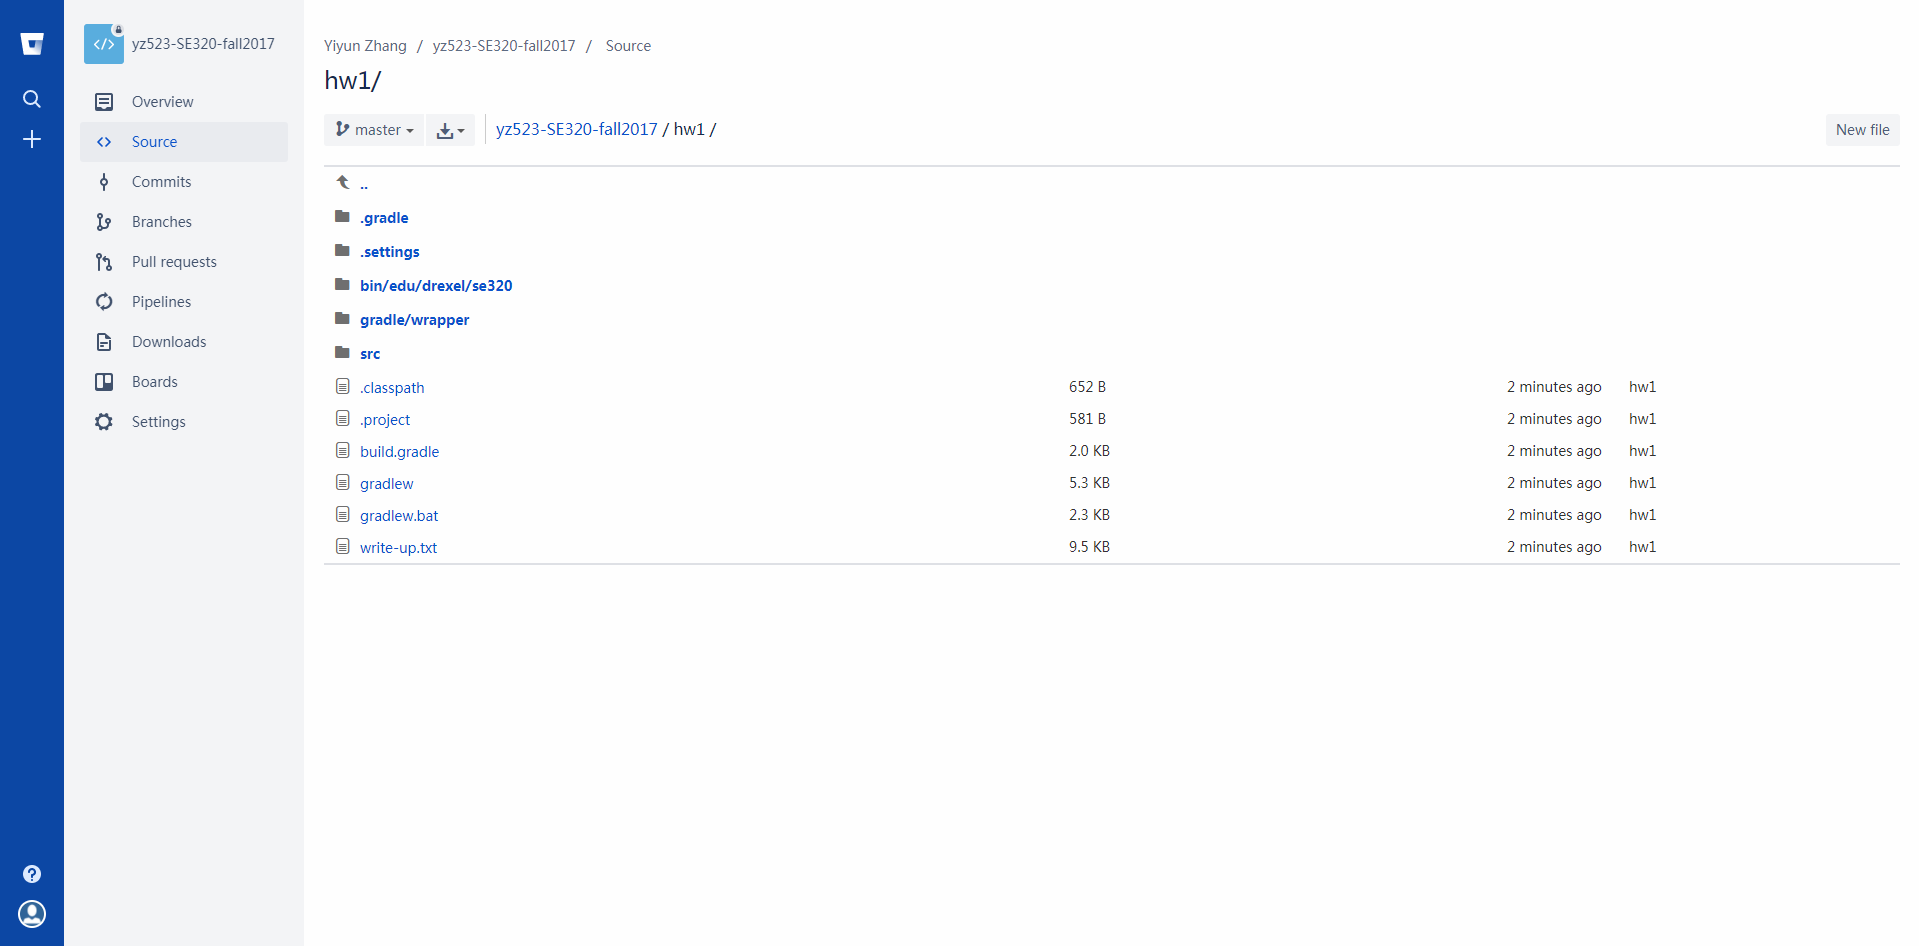 yz523-SE320-fall2017
Overview
Source
Commits
Branches
Pull requests
Pipelines
Downloads
Boards
Settings
Yiyun Zhang / yz523-SE320-fall2017 / Source
hw1/
master
yz523-SE320-fall2017 / hw1 /
New file
..
.gradle
.settings
bin/edu/drexel/se320
gradle/wrapper
src
.classpath 652 B 2 minutes ago hw1
.project 581 B 2 minutes ago hw1
build.gradle 2.0 KB 2 minutes ago hw1
gradlew 5.3 KB 2 minutes ago hw1
gradlew.bat 2.3 KB 2 minutes ago hw1
write-up.txt 9.5 KB 2 minutes ago hw1